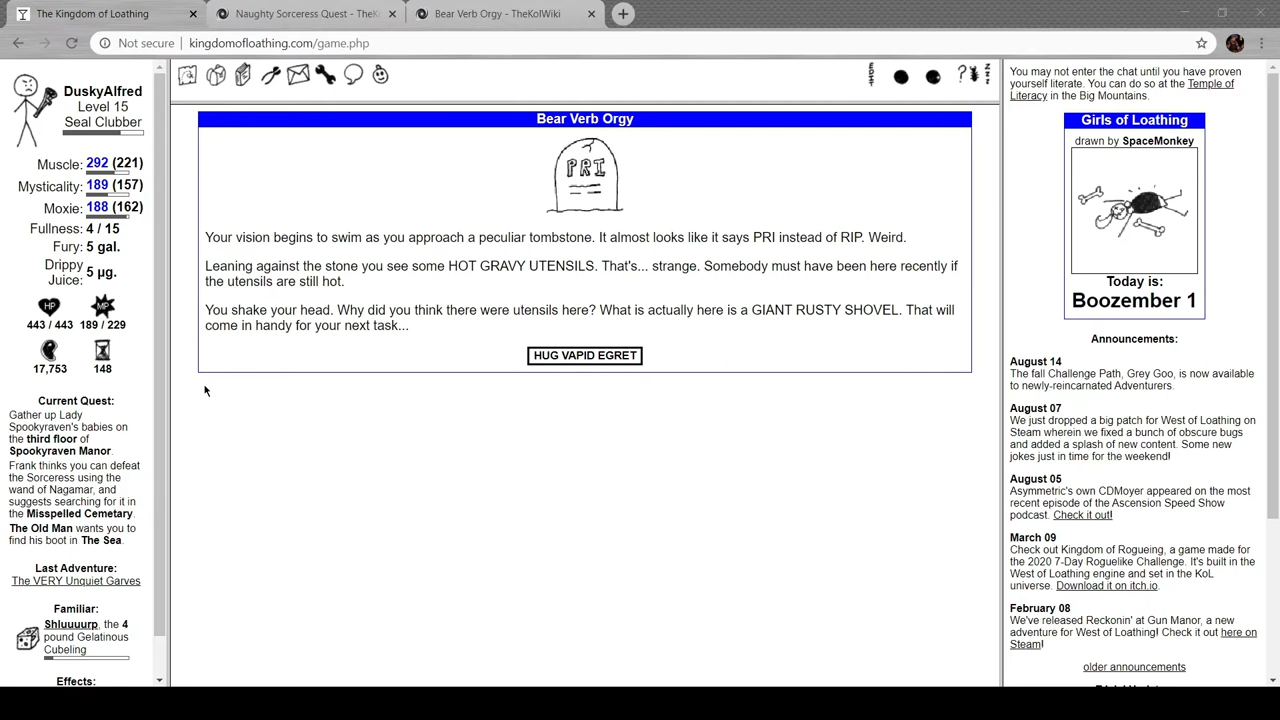 The Kingdom of Loathing
Naughty Sorceress Quest - TheKo
Bear Verb Orgy - TheKolWiki
Not secure | kingdomofloathing.com/game.php
DuskyAlfred
Level 15
Seal Clubber
Muscle: 292 (221)
Mysticality: 189 (157)
Moxie: 188 (162)
Fullness: 4 / 15
Fury: 5 gal.
Drippy
Juice: 5 µg.
HP MP
443 / 443 189 / 229
17,753 148
Current Quest:
Gather up Lady
Spookyraven's babies on
the third floor of
Spookyraven Manor.
Frank thinks you can defeat
the Sorceress using the
wand of Nagamar, and
suggests searching for it in
the Misspelled Cemetary.
The Old Man wants you to
find his boot in The Sea.
Last Adventure:
The VERY Unquiet Garves
Familiar:
Shluuuurp, the 4
pound Gelatinous
Cubeling
Effects:
EDIT
?
ZZZ
Bear Verb Orgy
PRI
Your vision begins to swim as you approach a peculiar tombstone. It almost looks like it says PRI instead of RIP. Weird.
Leaning against the stone you see some HOT GRAVY UTENSILS. That's... strange. Somebody must have been here recently if
the utensils are still hot.
You shake your head. Why did you think there were utensils here? What is actually here is a GIANT RUSTY SHOVEL. That will
come in handy for your next task...
HUG VAPID EGRET
You may not enter the chat until you have proven
yourself literate. You can do so at the Temple of
Literacy in the Big Mountains.
Girls of Loathing
drawn by SpaceMonkey
Today is:
Boozember 1
Announcements:
August 14
The fall Challenge Path, Grey Goo, is now available
to newly-reincarnated Adventurers.
August 07
We just dropped a big patch for West of Loathing on
Steam wherein we fixed a bunch of obscure bugs
and added a splash of new content. Some new
jokes just in time for the weekend!
August 05
Asymmetric's own CDMoyer appeared on the most
recent episode of the Ascension Speed Show
podcast. Check it out!
March 09
Check out Kingdom of Rogueing, a game made for
the 2020 7-Day Roguelike Challenge. It's built in the
West of Loathing engine and set in the KoL
universe. Download it on itch.io.
February 08
We've released Reckonin' at Gun Manor, a new
adventure for West of Loathing! Check it out here on
Steam!
older announcements